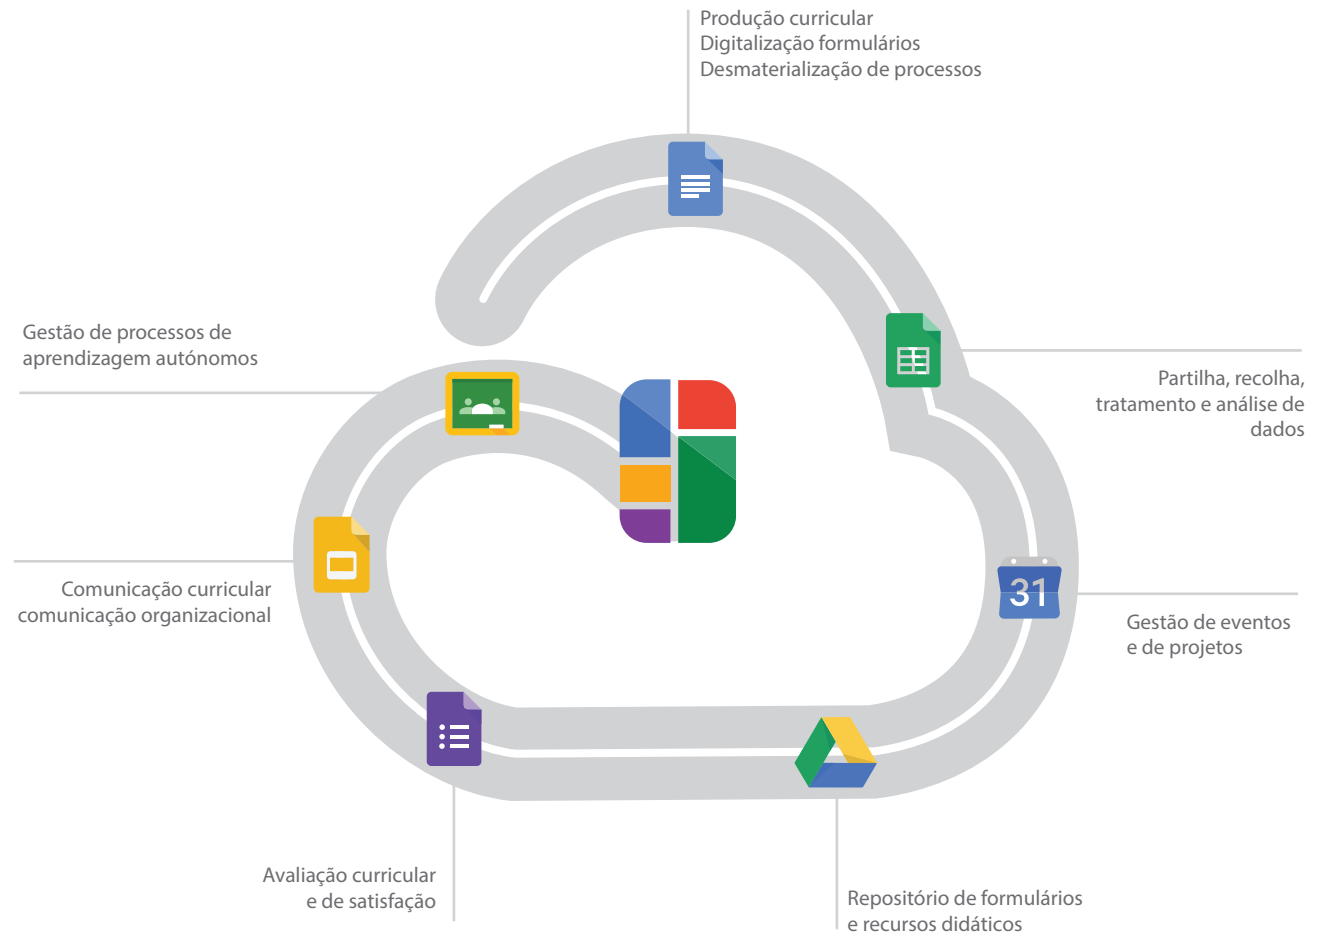 Produção curricular
Digitalização formulários
Desmaterialização de processos
Gestão de processos de
aprendizagem autónomos
Partilha, recolha,
tratamento e análise de
dados
Comunicação curricular
comunicação organizacional
31
Gestão de eventos
e de projetos
Avaliação curricular
e de satisfação
Repositório de formulários
e recursos didáticos